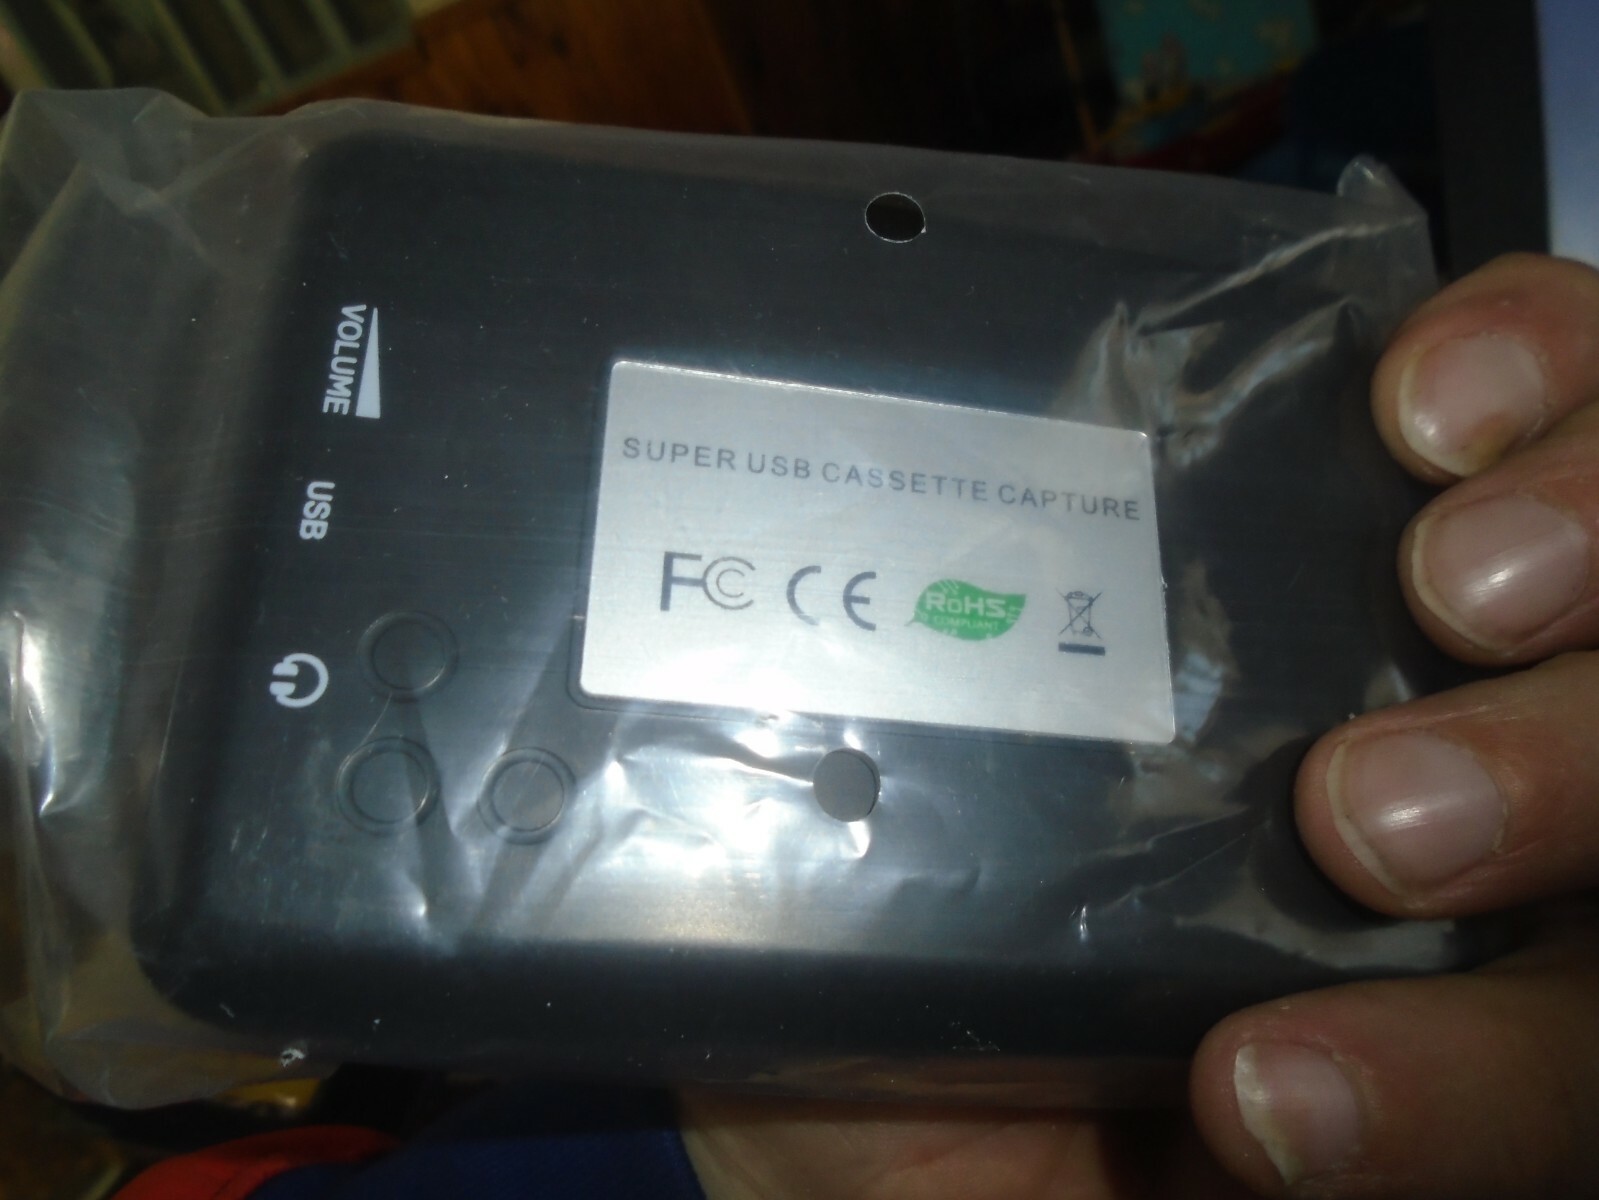 VOLUME
USB
SUPER USB CASSETTE CAPTURE
FC CE RoHS
COMPLIANT